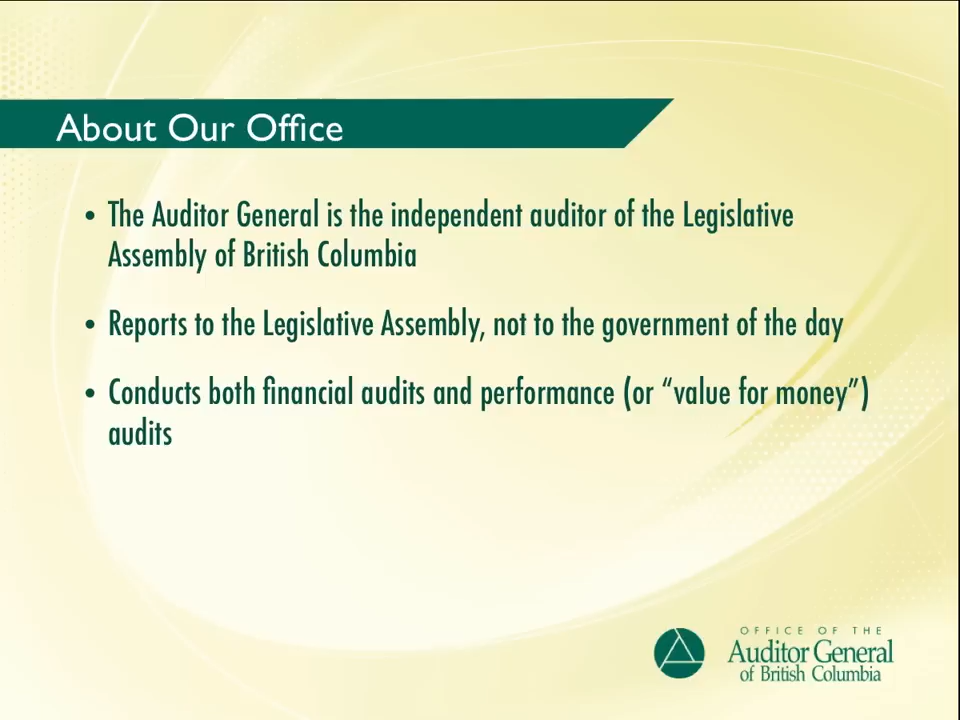 About Our Office
• The Auditor General is the independent auditor of the Legislative
Assembly of British Columbia
• Reports to the Legislative Assembly, not to the government of the day
• Conducts both financial audits and performance (or “value for money”)
audits
OFFICE OF THE
Auditor General
of British Columbia